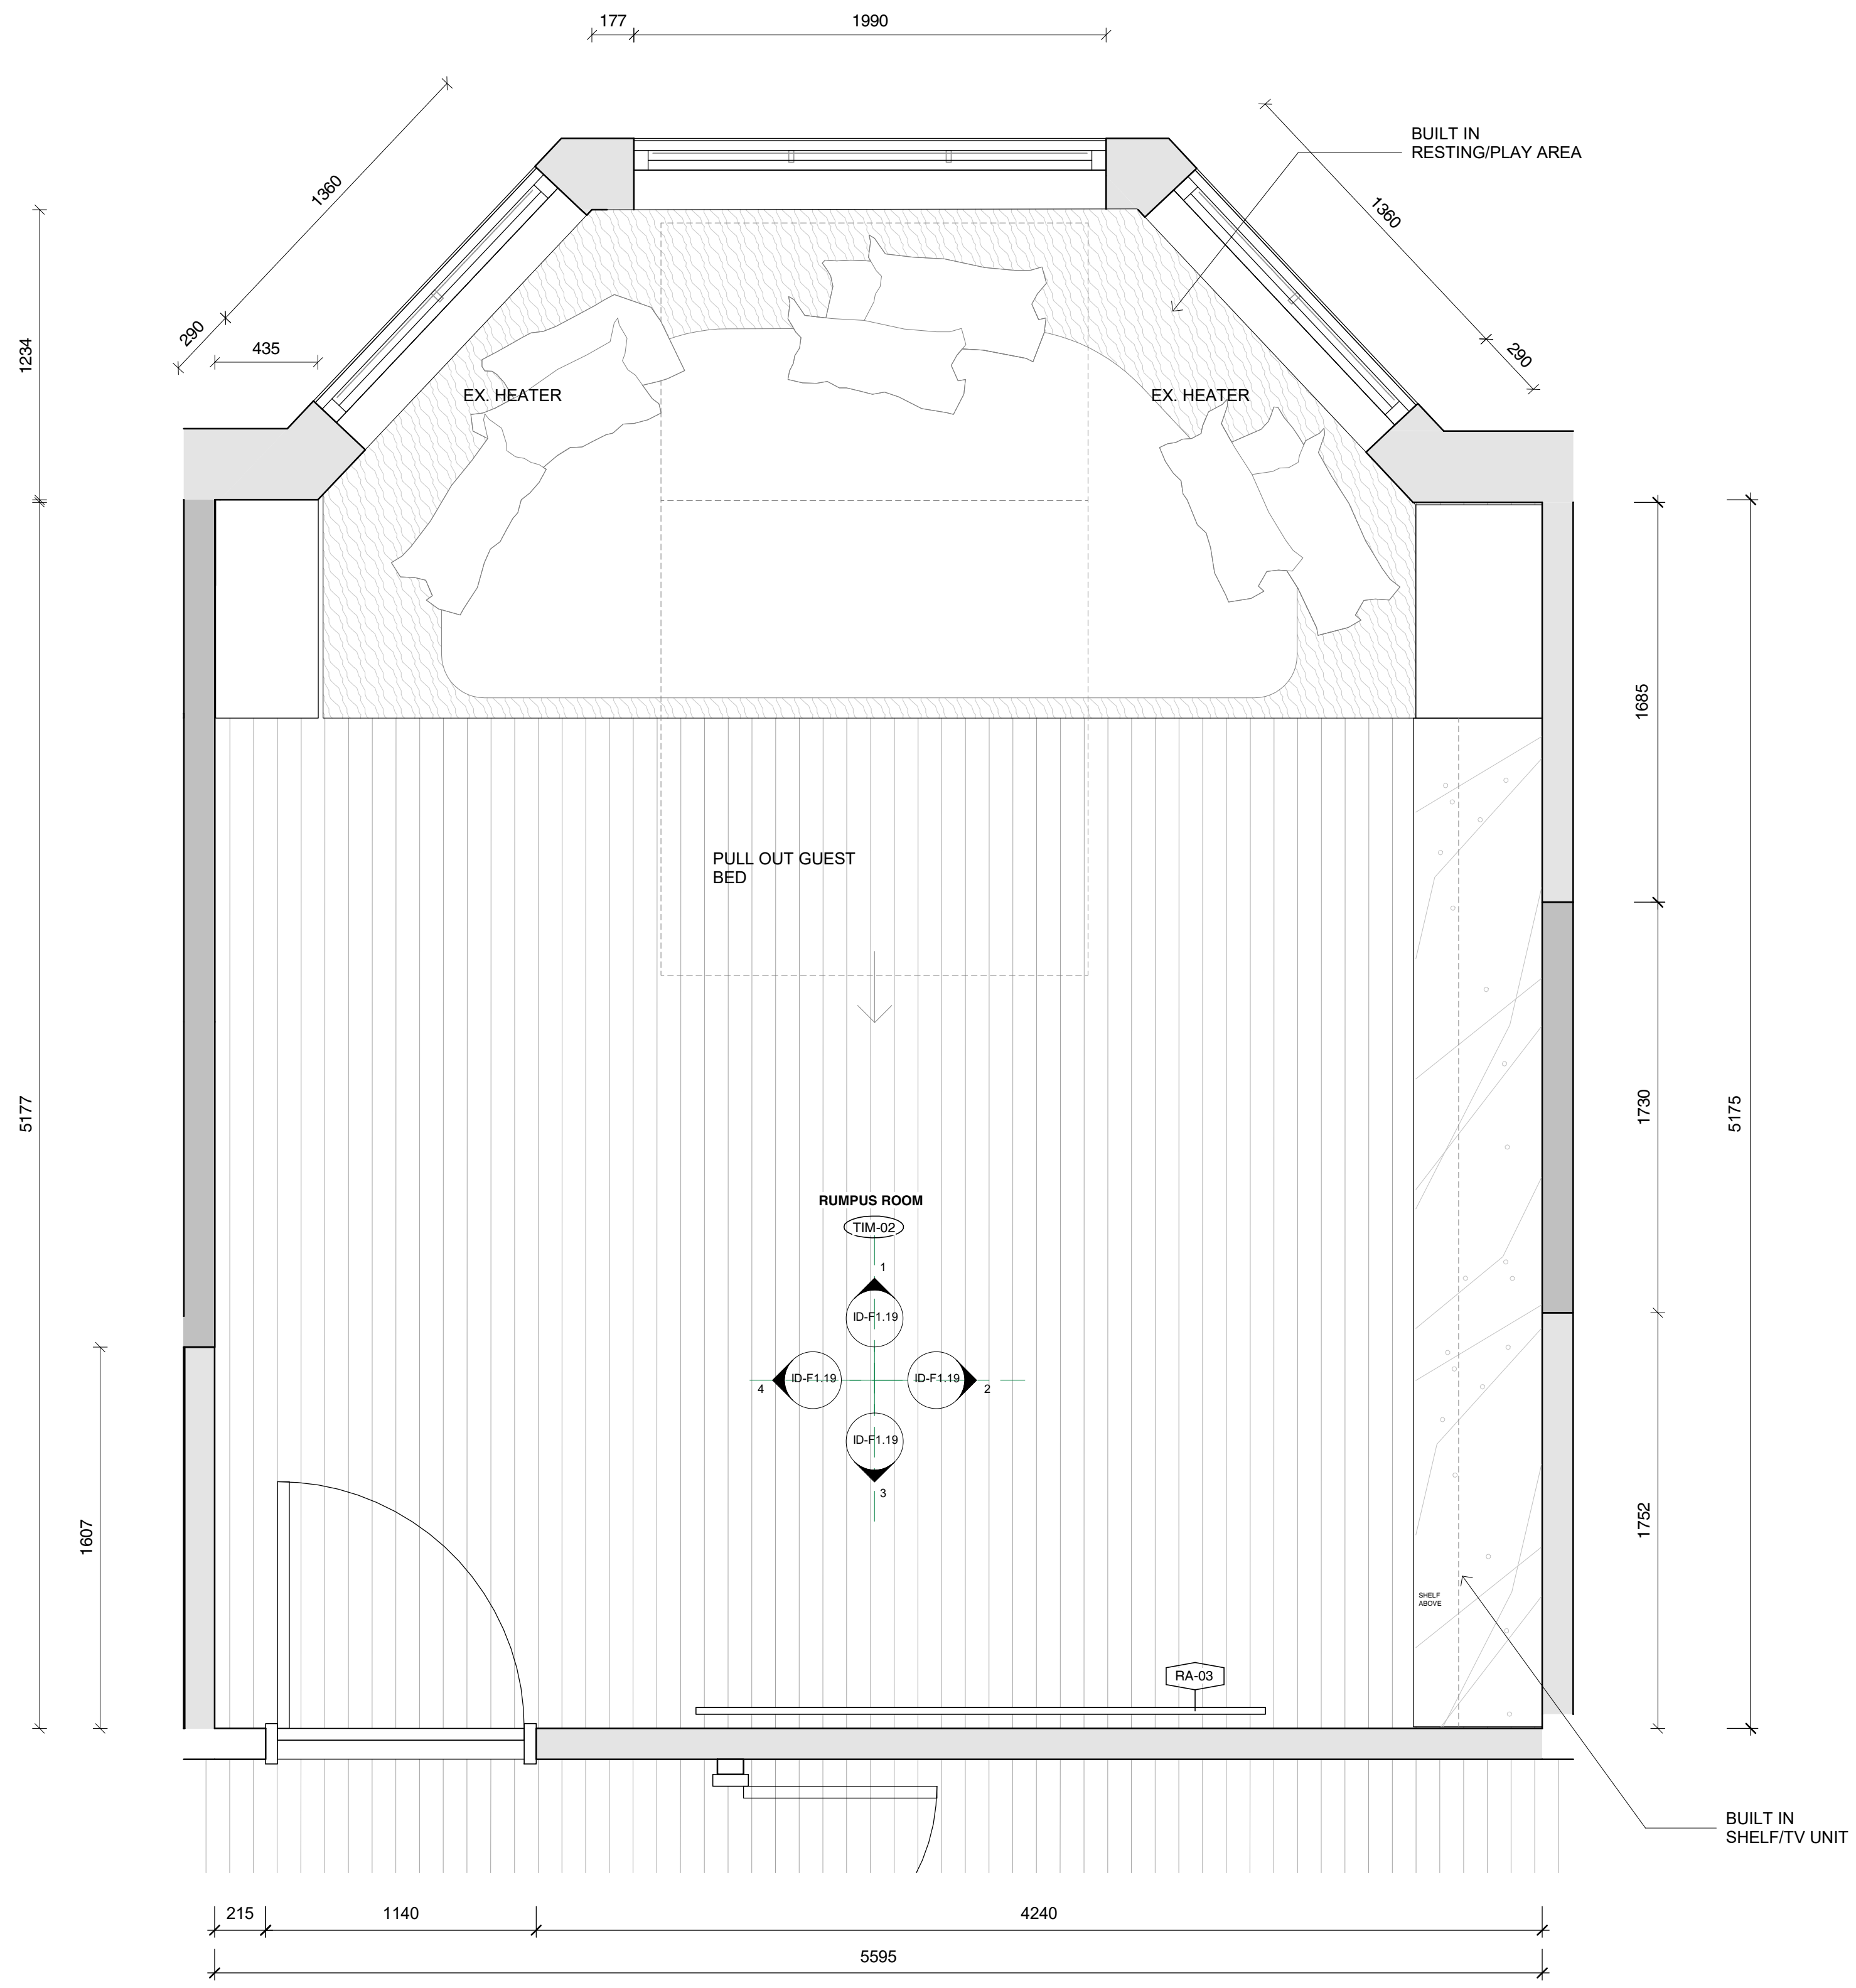 177
1990
BUILT IN
RESTING/PLAY AREA
1360
1360
290
290
435
1234
EX. HEATER
EX. HEATER
1685
PULL OUT GUEST
BED
5177
1730
5175
RUMPUS ROOM
TIM-02
1
ID-F1.19
4
ID-F1.19
ID-F1.19
2
ID-F1.19
3
1607
1752
SHELF
ABOVE
RA-03
BUILT IN
SHELF/TV UNIT
215
1140
4240
5595